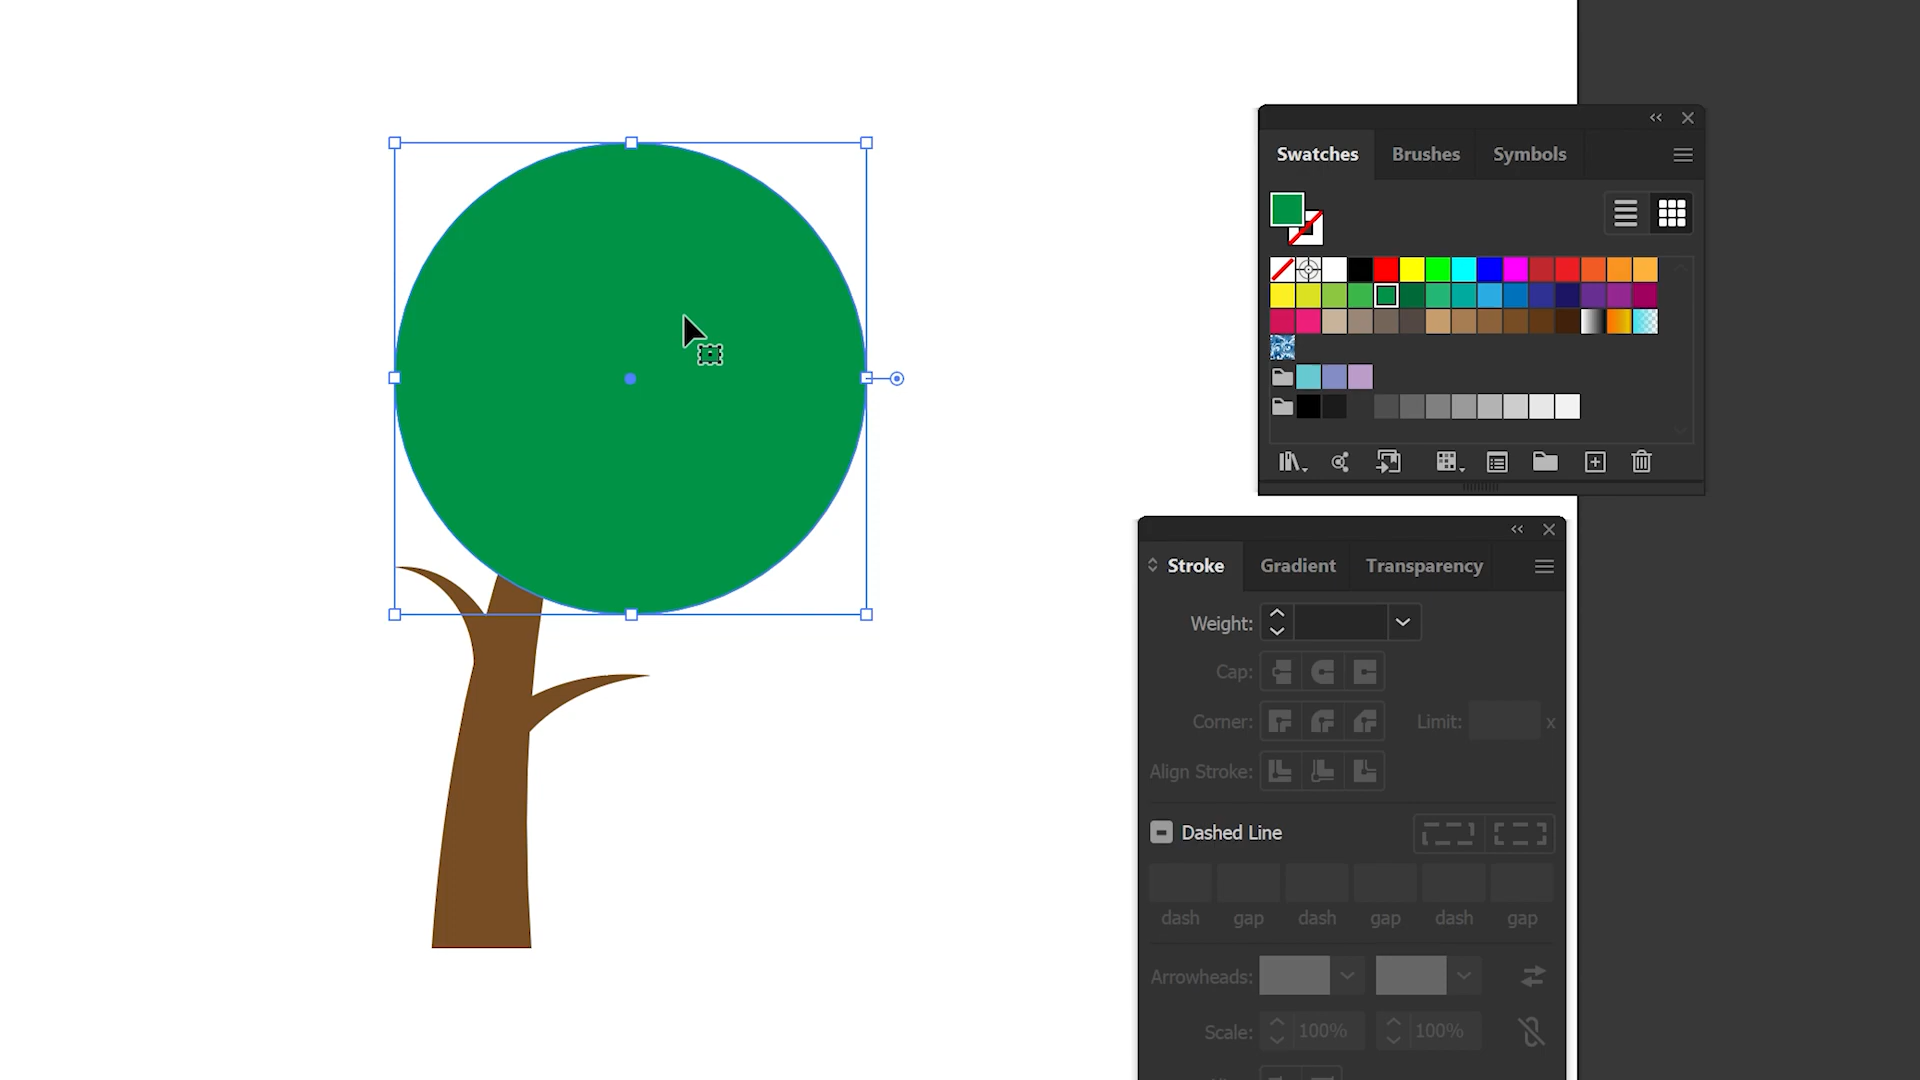 Swatches Brushes Symbols
Stroke Gradient Transparency
Weight:
Cap:
Corner: Limit: x
Align Stroke:
Dashed Line
dash gap dash gap dash gap
Arrowheads:
Scale: 100% 100%